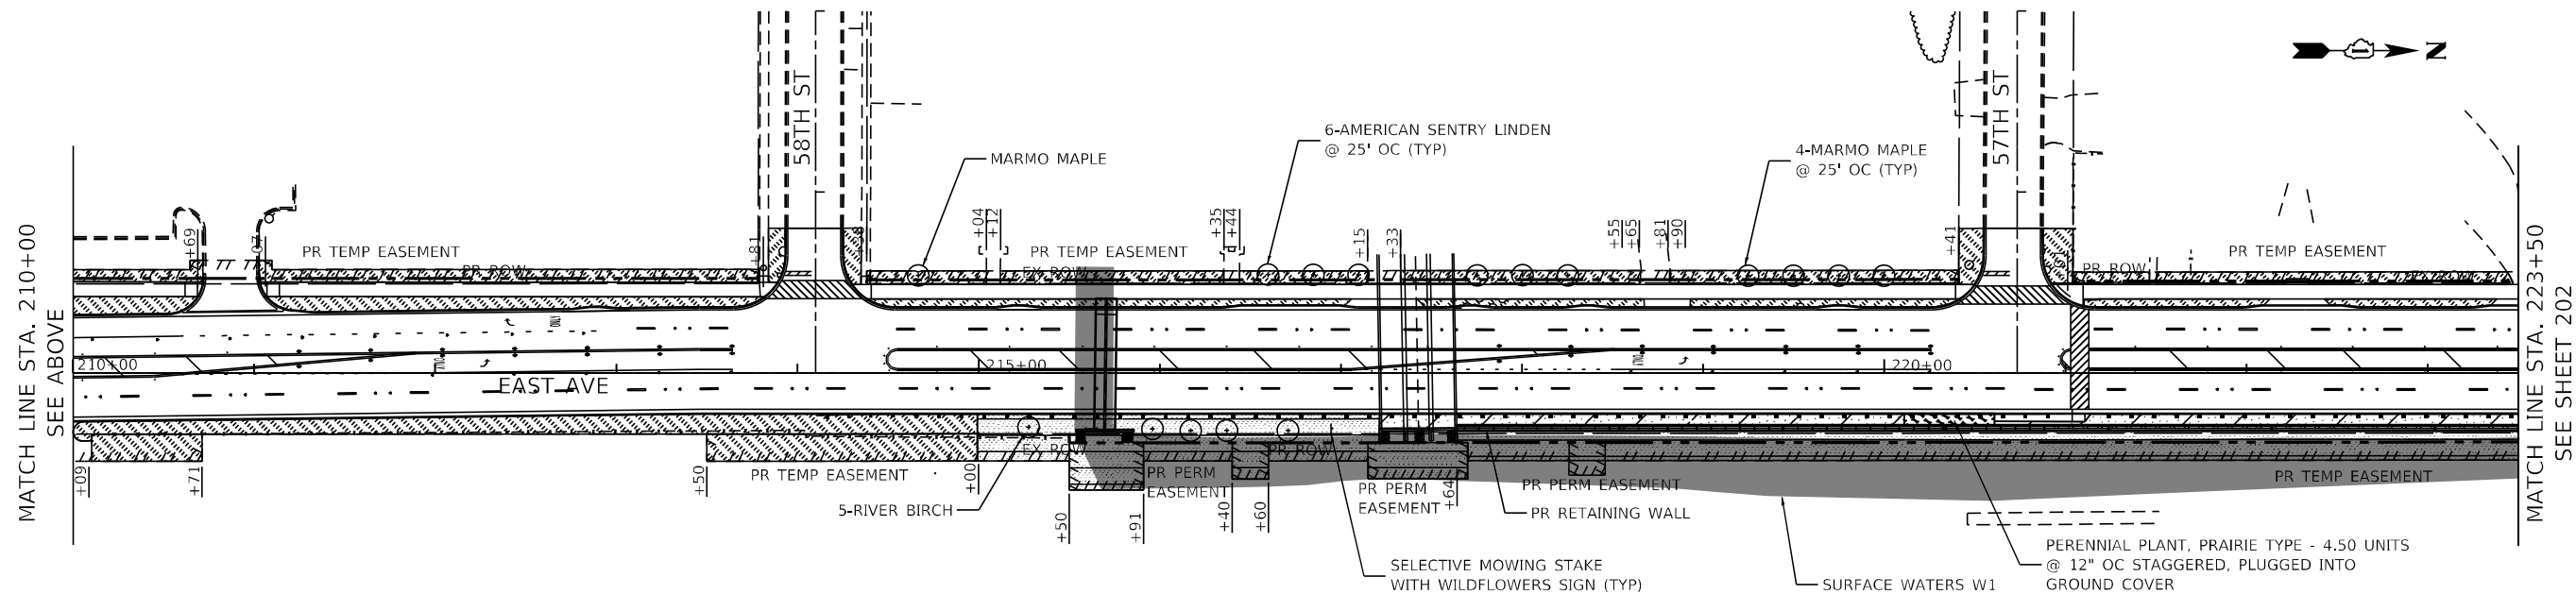 MATCH LINE STA. 210+00
SEE ABOVE
58TH ST
57TH ST
N
MARMO MAPLE
6-AMERICAN SENTRY LINDEN
@ 25' OC (TYP)
4-MARMO MAPLE
@ 25' OC (TYP)
+69
+07
PR TEMP EASEMENT
PR ROW
+81
+04
+12
PR TEMP EASEMENT
EX ROW
+35
+44
+15
+33
+55
+65
+81
+90
+41
PR ROW
PR TEMP EASEMENT
EX ROW
ONLY
ONLY
ONLY
210+00
215+00
220+00
EAST AVE
EX ROW
PR ROW
+09
+71
+50
PR TEMP EASEMENT
+00
5-RIVER BIRCH
+50
+91
PR PERM
EASEMENT
+40
+60
PR PERM
EASEMENT
+64
PR PERM EASEMENT
PR RETAINING WALL
PR TEMP EASEMENT
SELECTIVE MOWING STAKE
WITH WILDFLOWERS SIGN (TYP)
SURFACE WATERS W1
PERENNIAL PLANT, PRAIRIE TYPE - 4.50 UNITS
@ 12" OC STAGGERED, PLUGGED INTO
GROUND COVER
MATCH LINE STA. 223+50
SEE SHEET 202